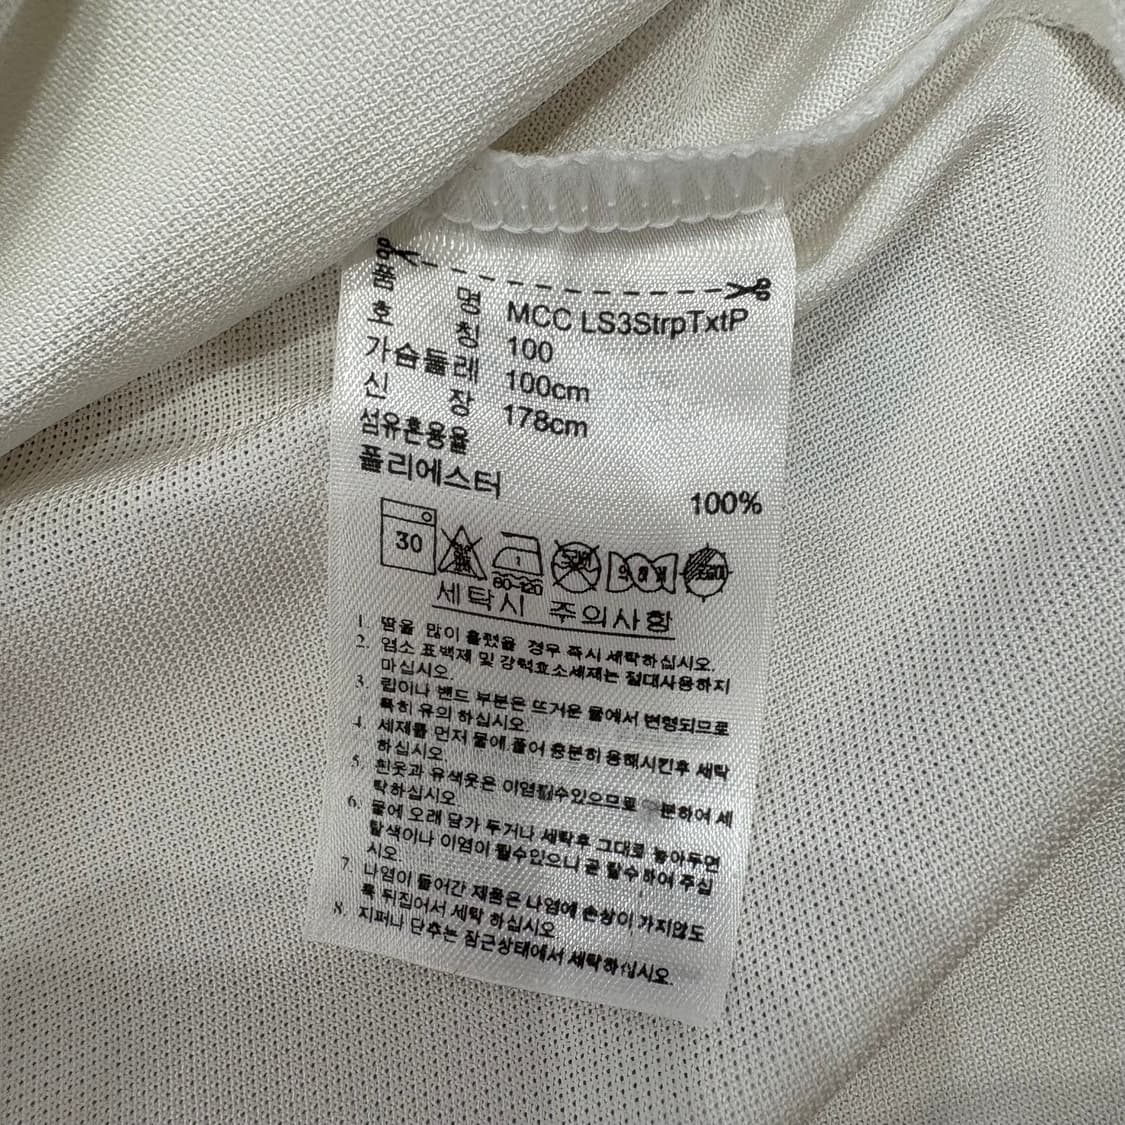 품 명 MCC LS3StrpTxtP
호 칭 100
가슴둘레 100cm
신 장 178cm
섬유혼용율
폴리에스터 100%
30 80-120
세탁시 주의사항
1. 땀을 많이 흘렸을 경우 즉시 세탁하십시오.
2. 염소 표백제 및 강력효소세제는 절대사용하지
마십시오.
3. 립이나 밴드 부분은 뜨거운 물에서 변형되므로
특히 유의 하십시오.
4. 세제를 먼저 물에 풀어 충분히 용해시킨후 세탁
하십시오.
5. 흰옷과 유색옷은 이염될수있으므로 분하여 세
탁하십시오
6. 물에 오래 담가 두거나 세탁후 그대로 놓아두면
탈색이나 이염이 될수있으니 곧 탈수하여 주십
시오.
7. 나염이 들어간 제품은 나염에 손상이 가지않도
록 뒤집어서 세탁 하십시오
8. 지퍼나 단추는 잠근상태에서 세탁하십시오.